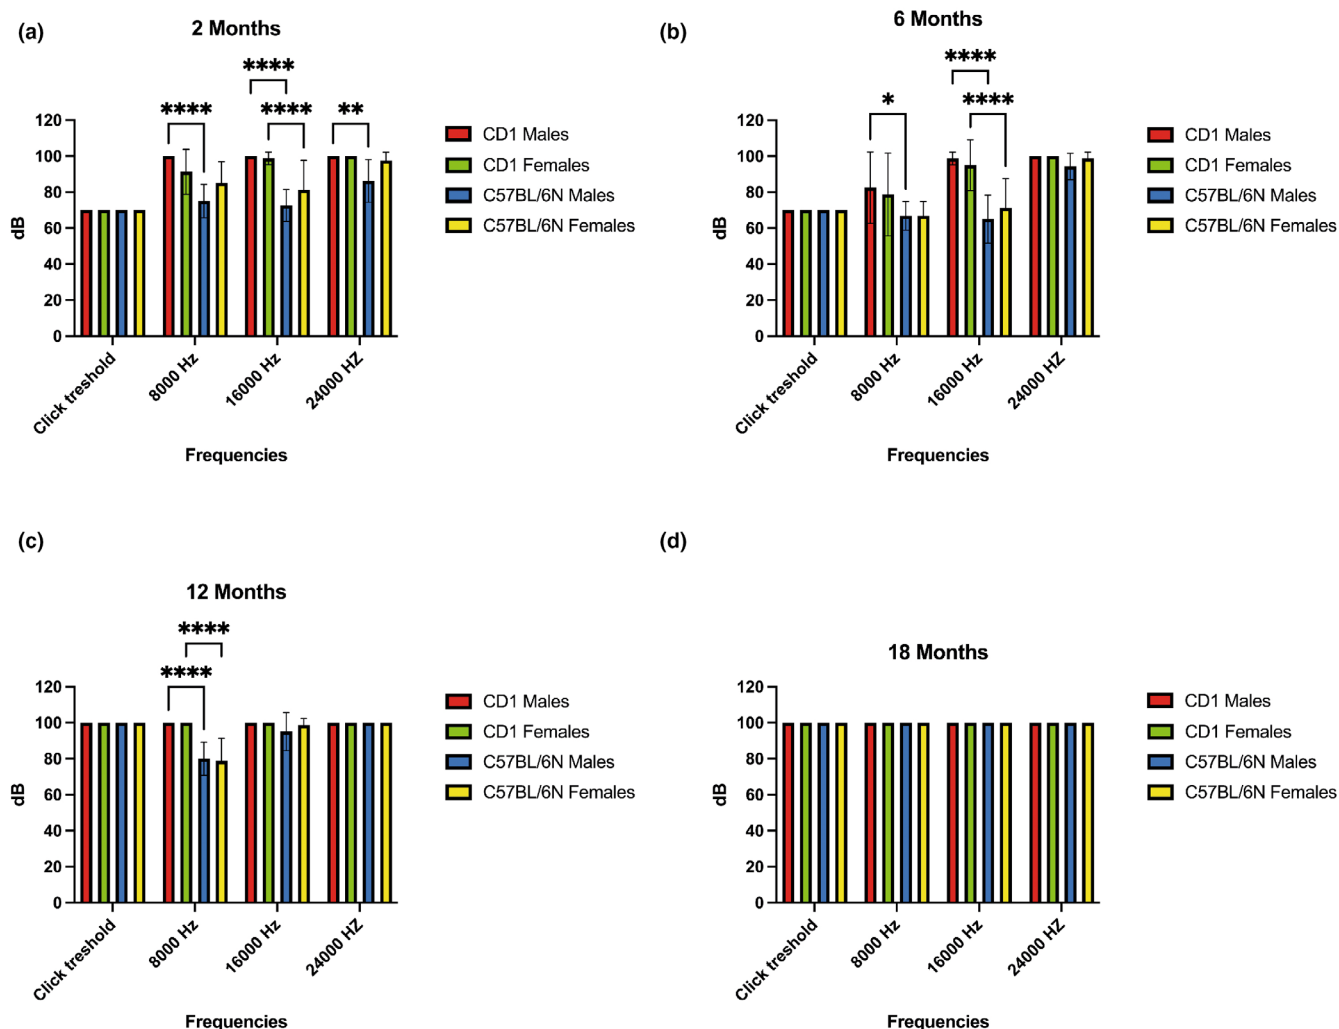 (a)
2 Months
****
****
****
**
120
100
80
60
40
20
0
dB
Click treshold
8000 Hz
16000 Hz
24000 HZ
Frequencies
CD1 Males
CD1 Females
C57BL/6N Males
C57BL/6N Females
(b)
6 Months
****
*
****
120
100
80
60
40
20
0
dB
Click treshold
8000 Hz
16000 Hz
24000 HZ
Frequencies
CD1 Males
CD1 Females
C57BL/6N Males
C57BL/6N Females
(c)
12 Months
****
****
120
100
80
60
40
20
0
dB
Click treshold
8000 Hz
16000 Hz
24000 HZ
Frequencies
CD1 Males
CD1 Females
C57BL/6N Males
C57BL/6N Females
(d)
18 Months
120
100
80
60
40
20
0
dB
Click treshold
8000 Hz
16000 Hz
24000 HZ
Frequencies
CD1 Males
CD1 Females
C57BL/6N Males
C57BL/6N Females